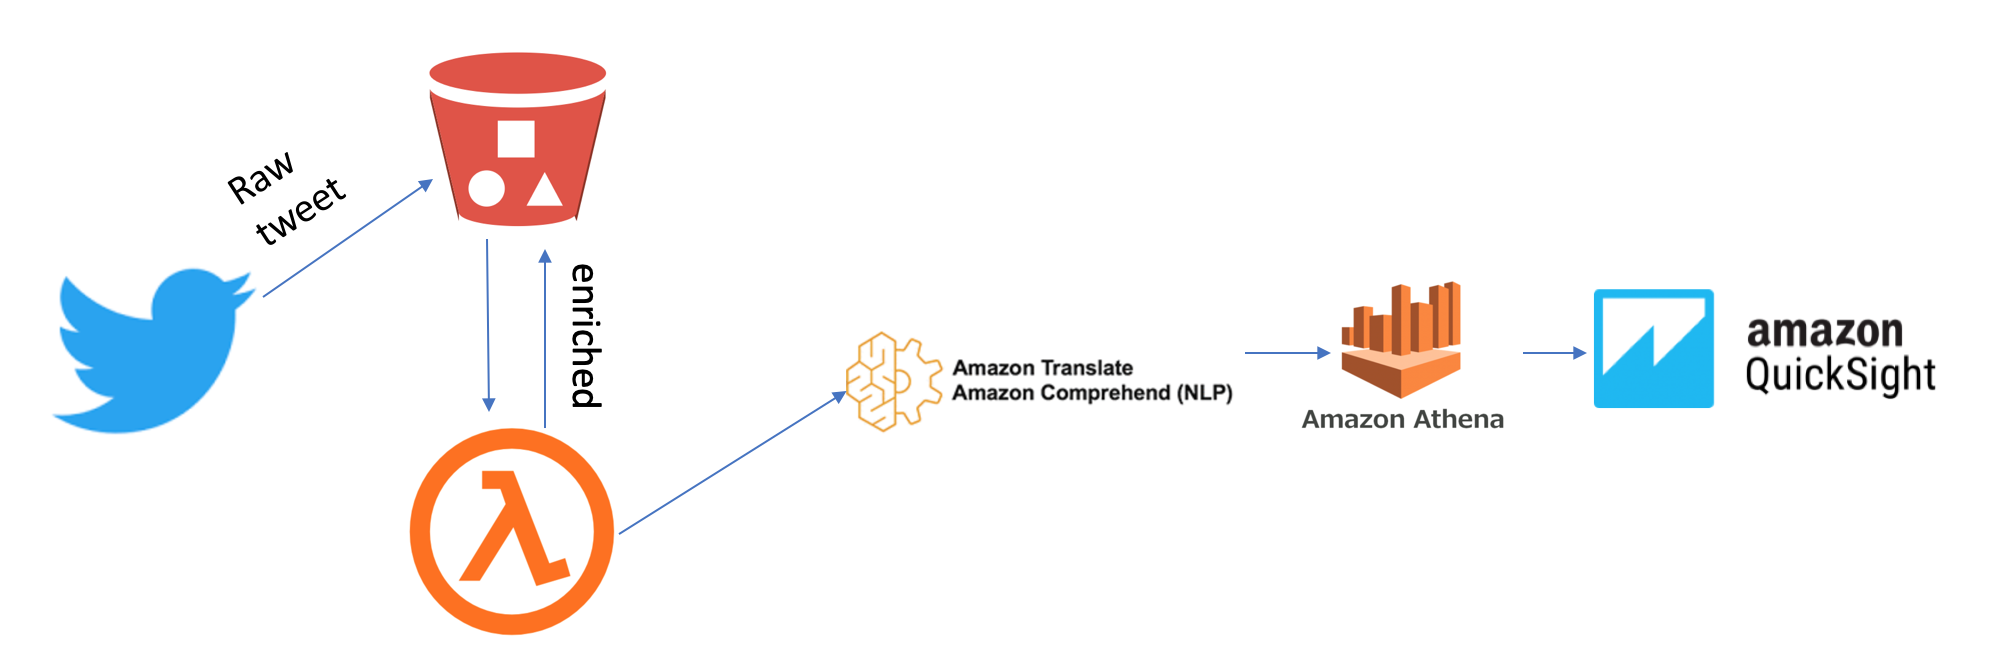 Raw
tweet
enriched
Amazon Translate
Amazon Comprehend (NLP)
Amazon Athena
amazon
QuickSight